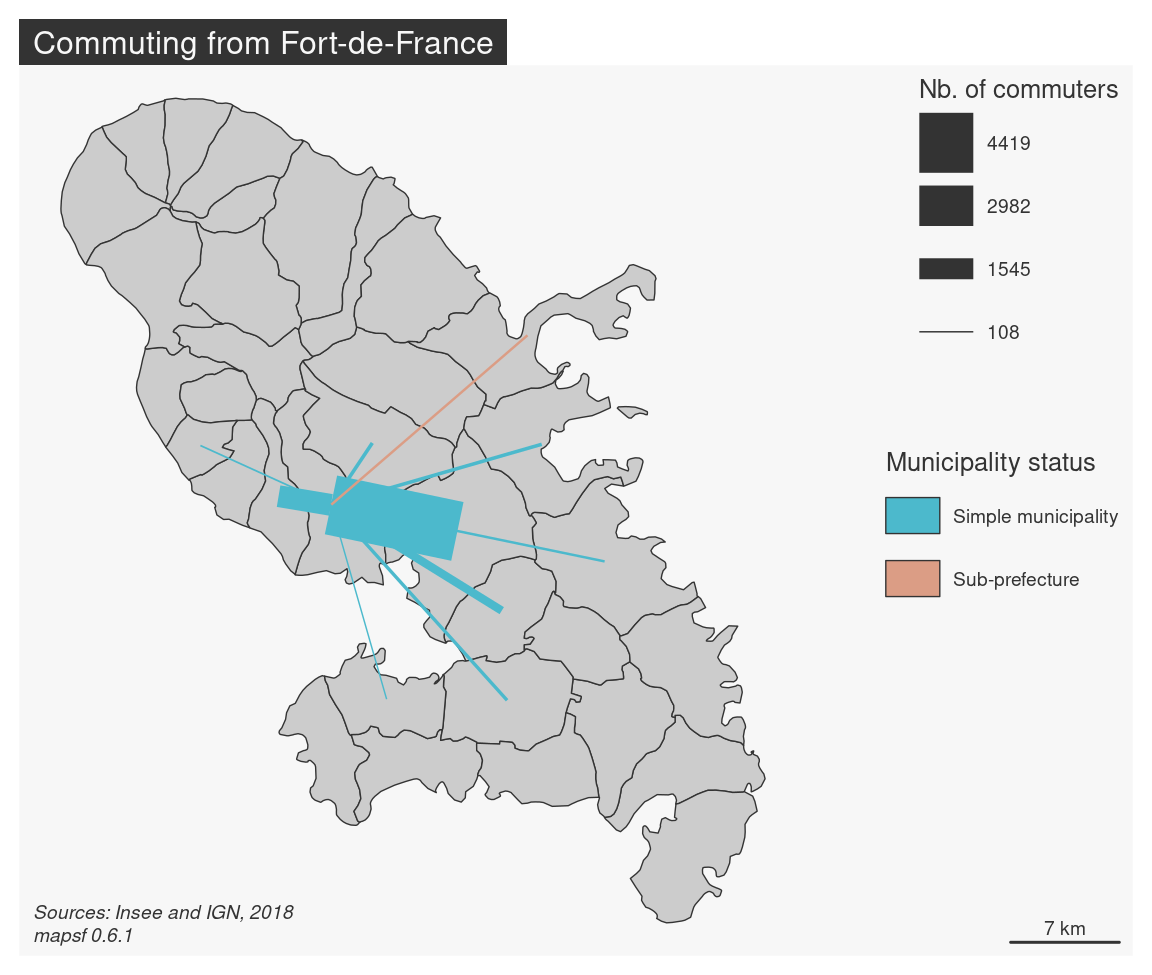 Commuting from Fort-de-France
Nb. of commuters
4419
2982
1545
108
Municipality status
Simple municipality
Sub-prefecture
Sources: Insee and IGN, 2018
mapsf 0.6.1
7 km